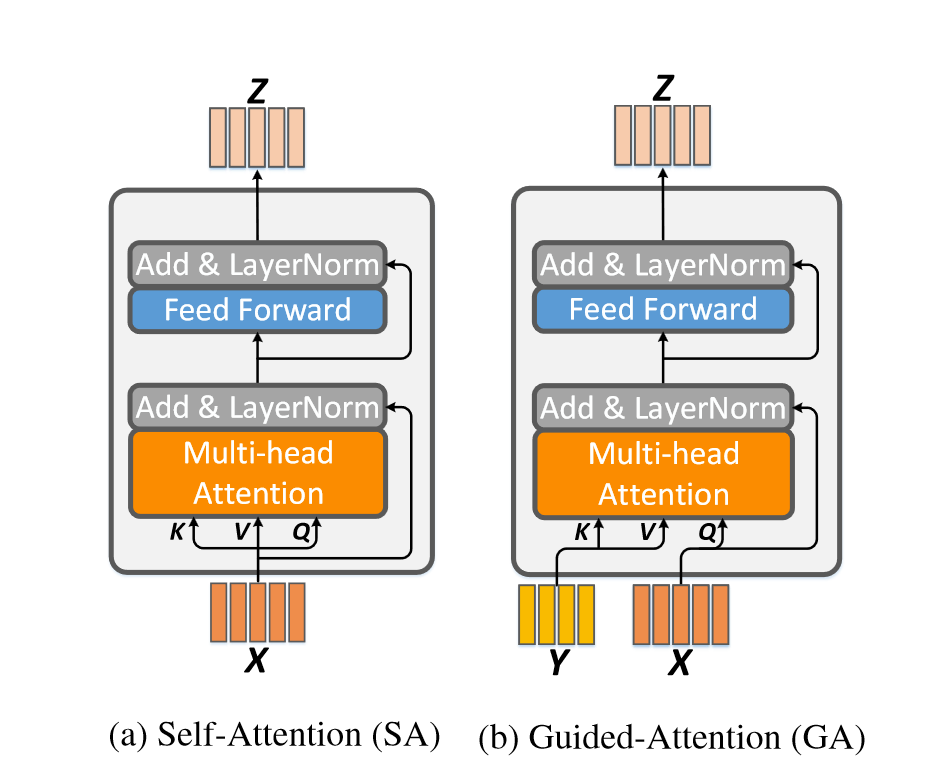 Z
Add & LayerNorm
Feed Forward
Add & LayerNorm
Multi-head
Attention
K V Q
X
(a) Self-Attention (SA)
Z
Add & LayerNorm
Feed Forward
Add & LayerNorm
Multi-head
Attention
K V Q
Y X
(b) Guided-Attention (GA)